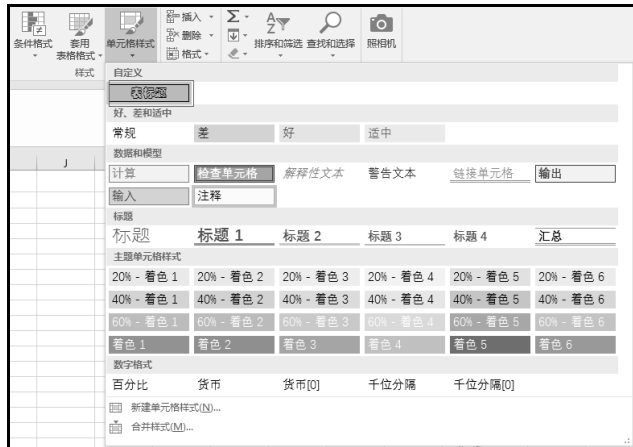 插入
删除
格式
条件格式
套用
表格格式
单元格样式
排序和筛选
查找和选择
照相机
样式
J
自定义
表标题
好、差和适中
常规 差 好 适中
数据和模型
计算 检查单元格 解释性文本 警告文本 链接单元格 输出
输入 注释
标题
标题 标题 1 标题 2 标题 3 标题 4 汇总
主题单元格样式
20% - 着色 1 20% - 着色 2 20% - 着色 3 20% - 着色 4 20% - 着色 5 20% - 着色 6
40% - 着色 1 40% - 着色 2 40% - 着色 3 40% - 着色 4 40% - 着色 5 40% - 着色 6
60% - 着色 1 60% - 着色 2 60% - 着色 3 60% - 着色 4 60% - 着色 5 60% - 着色 6
着色 1 着色 2 着色 3 着色 4 着色 5 着色 6
数字格式
百分比 货币 货币[0] 千位分隔 千位分隔[0]
新建单元格样式(N)...
合并样式(M)...